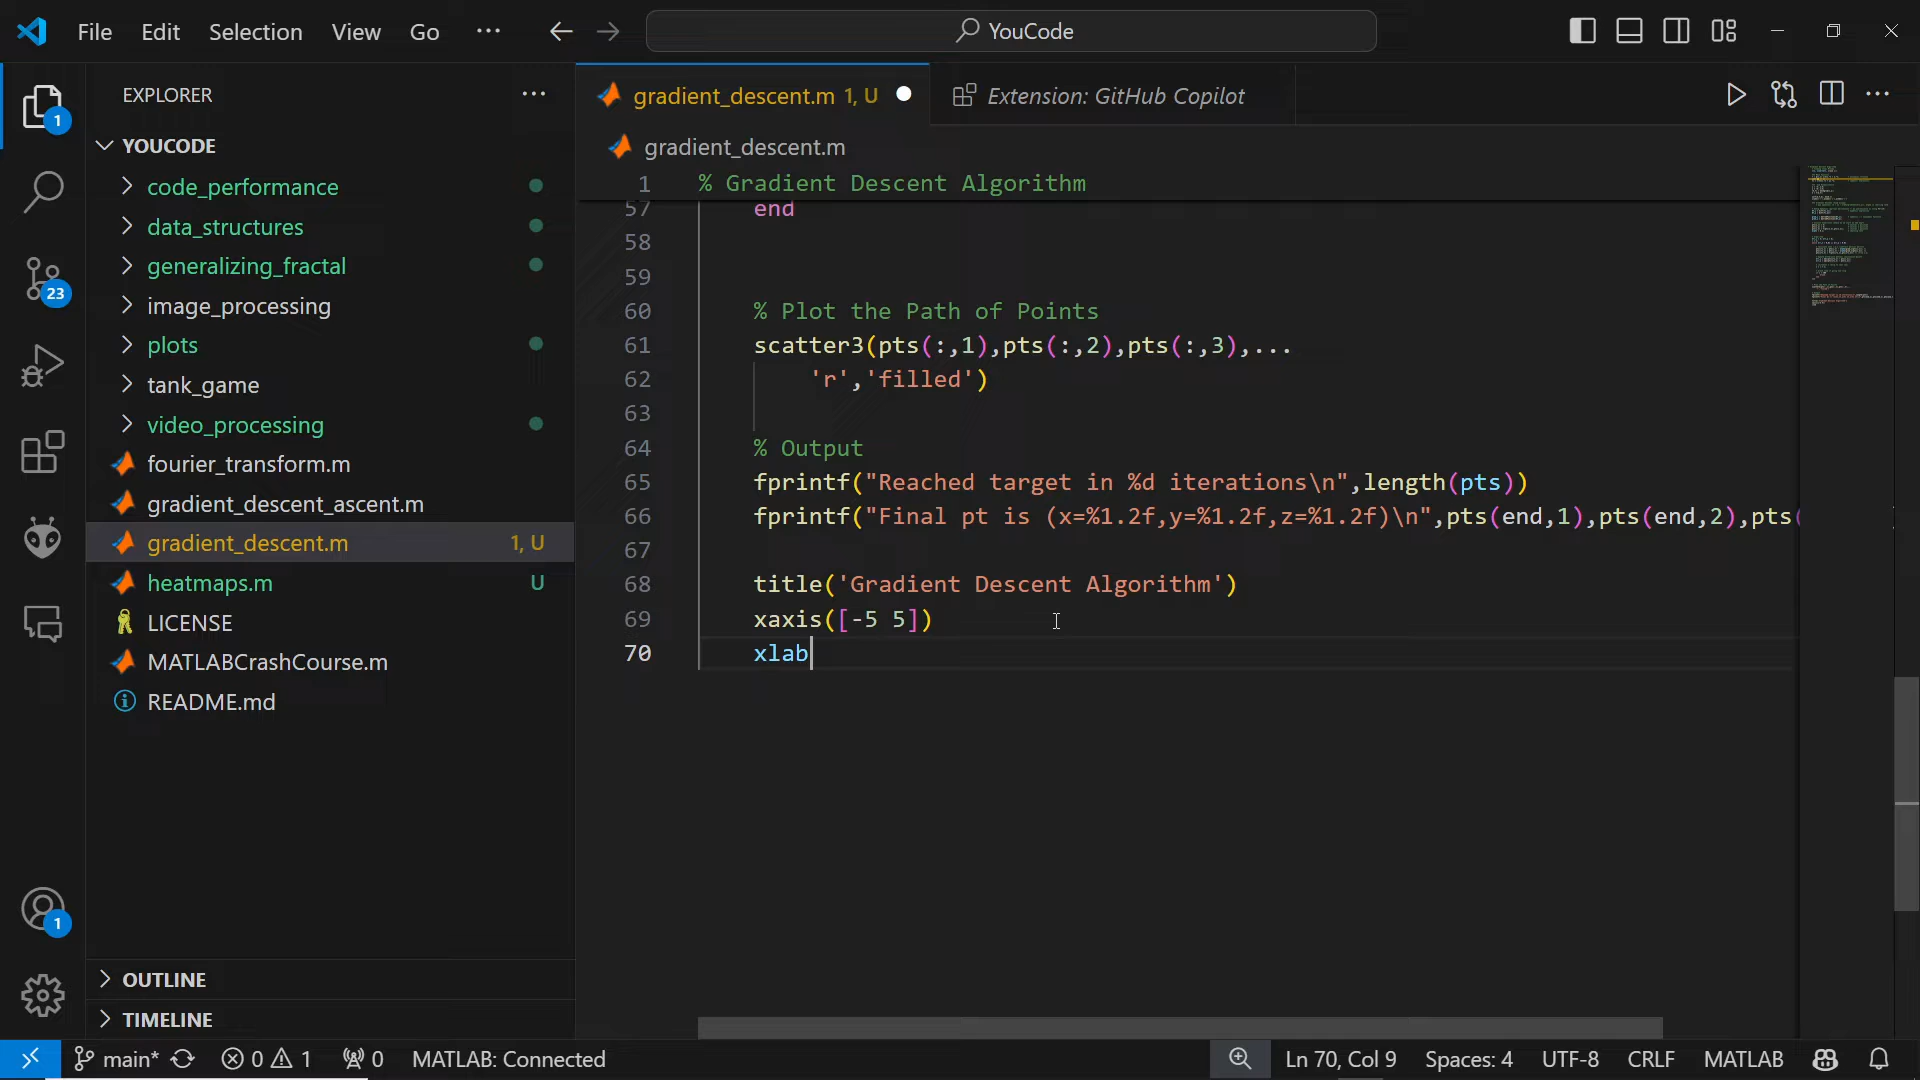 File Edit Selection View Go ··· YouCode
EXPLORER ···
YOUCODE
code_performance
data_structures
generalizing_fractal
image_processing
plots
tank_game
video_processing
fourier_transform.m
gradient_descent_ascent.m
gradient_descent.m 1, U
heatmaps.m U
LICENSE
MATLABCrashCourse.m
README.md
OUTLINE
TIMELINE
1
23
1
gradient_descent.m 1, U Extension: GitHub Copilot ···
gradient_descent.m
1 % Gradient Descent Algorithm
57 end
58
59
60 % Plot the Path of Points
61 scatter3(pts(:,1),pts(:,2),pts(:,3),...
62 'r','filled')
63
64 % Output
65 fprintf("Reached target in %d iterations\n",length(pts))
66 fprintf("Final pt is (x=%1.2f,y=%1.2f,z=%1.2f)\n",pts(end,1),pts(end,2),pts(
67
68 title('Gradient Descent Algorithm')
69 xaxis([-5 5])
70 xlab
main* 0 1 0 MATLAB: Connected Ln 70, Col 9 Spaces: 4 UTF-8 CRLF MATLAB